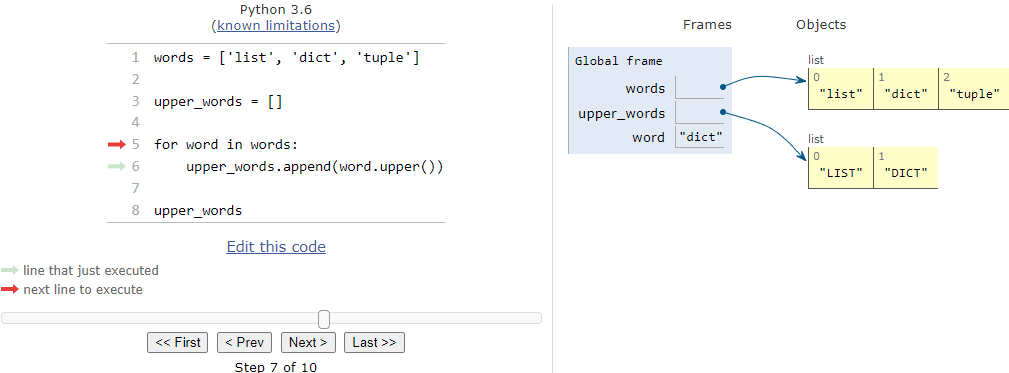 Python 3.6
(known limitations)
1 words = ['list', 'dict', 'tuple']
2
3 upper_words = []
4
5 for word in words:
6     upper_words.append(word.upper())
7
8 upper_words
Edit this code
line that just executed
next line to execute
<< First < Prev Next > Last >>
Step 7 of 10
Frames Objects
Global frame
words
upper_words
word "dict"
list
0 1 2
"list" "dict" "tuple"
list
0 1
"LIST" "DICT"